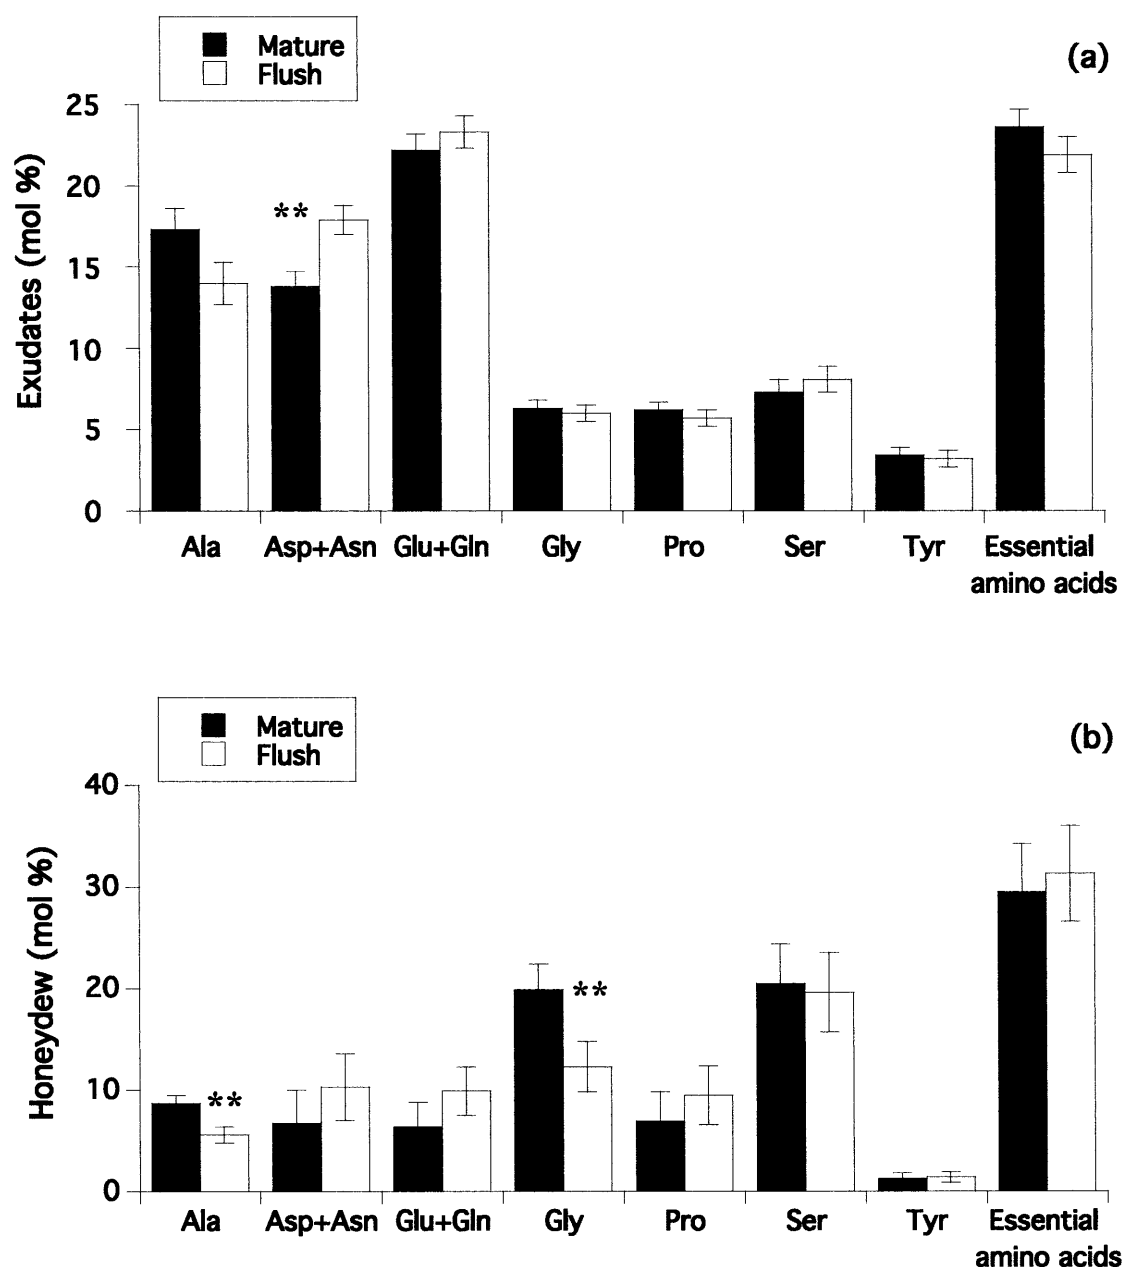 Mature
Flush
(a)
25
20
15
10
5
0
Exudates (mol %)
**
Ala Asp+Asn Glu+Gln Gly Pro Ser Tyr Essential
amino acids
Mature
Flush
(b)
40
30
20
10
0
Honeydew (mol %)
**
**
Ala Asp+Asn Glu+Gln Gly Pro Ser Tyr Essential
amino acids